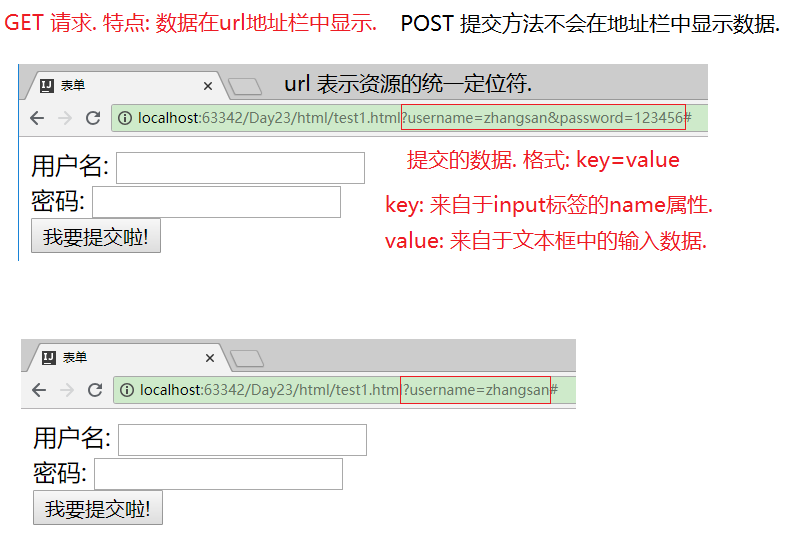 GET 请求. 特点: 数据在url地址栏中显示. POST 提交方法不会在地址栏中显示数据.
表单
url 表示资源的统一定位符.
localhost:63342/Day23/html/test1.html?username=zhangsan&password=123456#
用户名:
提交的数据. 格式: key=value
密码:
key: 来自于input标签的name属性.
我要提交啦!
value: 来自于文本框中的输入数据.
表单
localhost:63342/Day23/html/test1.html?username=zhangsan#
用户名:
密码:
我要提交啦!